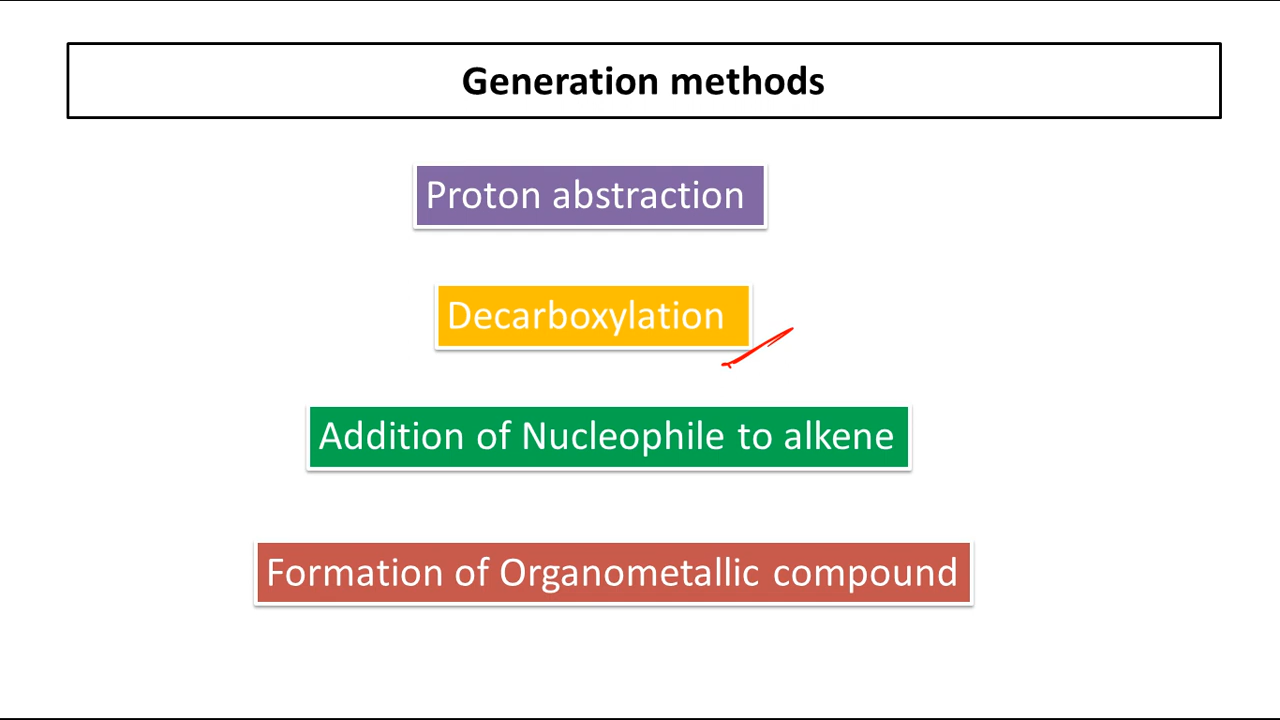 Generation methods
Proton abstraction
Decarboxylation
Addition of Nucleophile to alkene
Formation of Organometallic compound